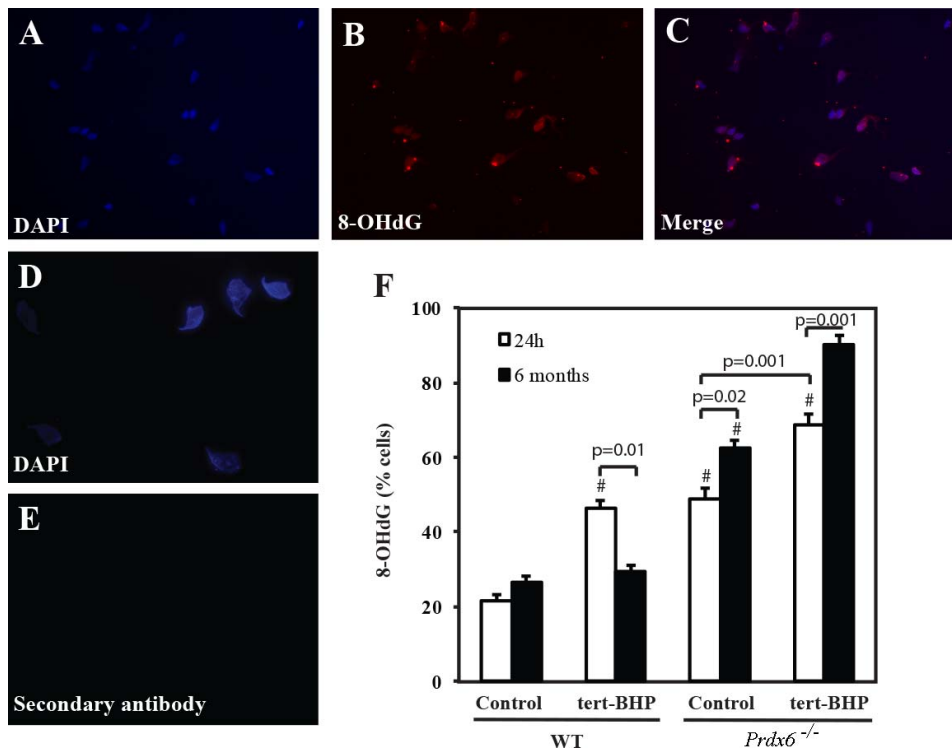 A
DAPI
B
8-OHdG
C
Merge
D
DAPI
E
Secondary antibody
F
100
80
60
40
20
0
8-OHdG (% cells)
24h
6 months
#
p=0.01
#
p=0.02
#
p=0.001
#
p=0.001
Control
tert-BHP
Control
tert-BHP
WT
Prdx6 -/-